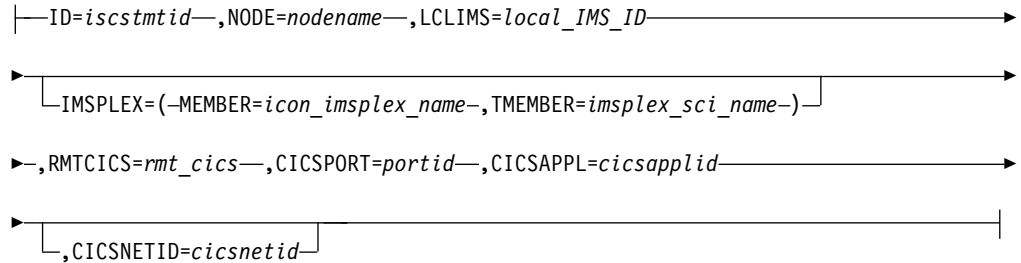 ID=iscstmtid ,NODE=nodename ,LCLIMS=local_IMS_ID
IMSPLEX=( MEMBER=icon_imsplex_name ,TMEMBER=imsplex_sci_name )
,RMTCICS=rmt_cics ,CICSPORT=portid ,CICSAPPL=cicsapplid
,CICSNETID=cicsnetid